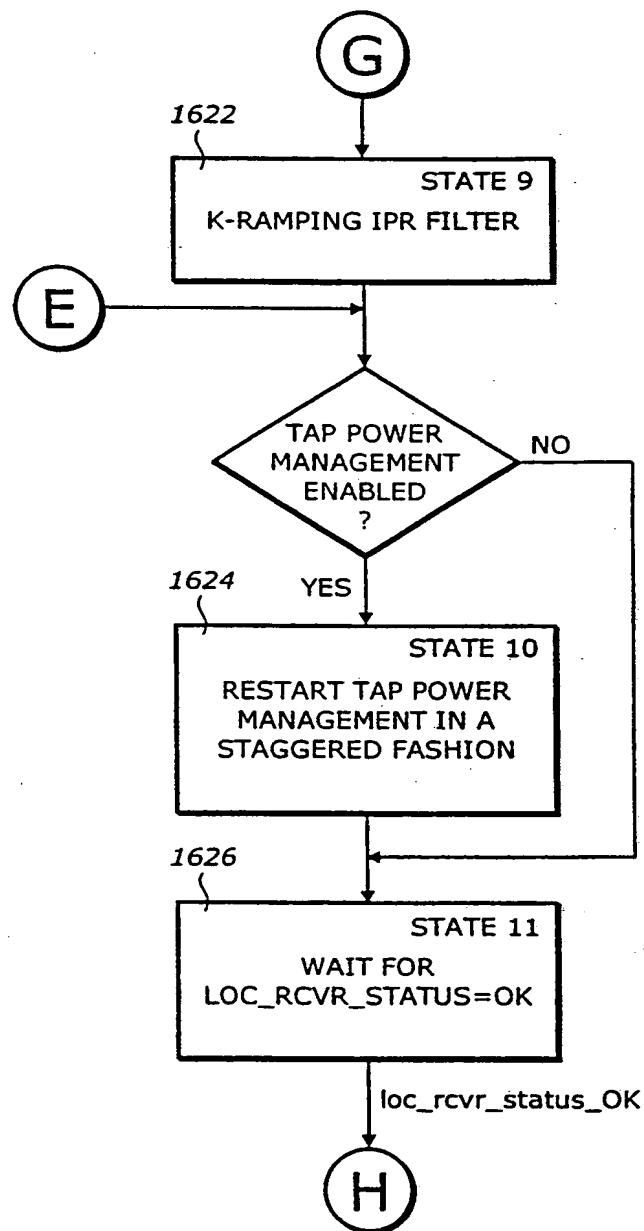 G
1622
STATE 9
K-RAMPING IPR FILTER
E
TAP POWER
MANAGEMENT
ENABLED
?
NO
YES
1624
STATE 10
RESTART TAP POWER
MANAGEMENT IN A
STAGGERED FASHION
1626
STATE 11
WAIT FOR
LOC_RCVR_STATUS=OK
loc_rcvr_status_OK
H